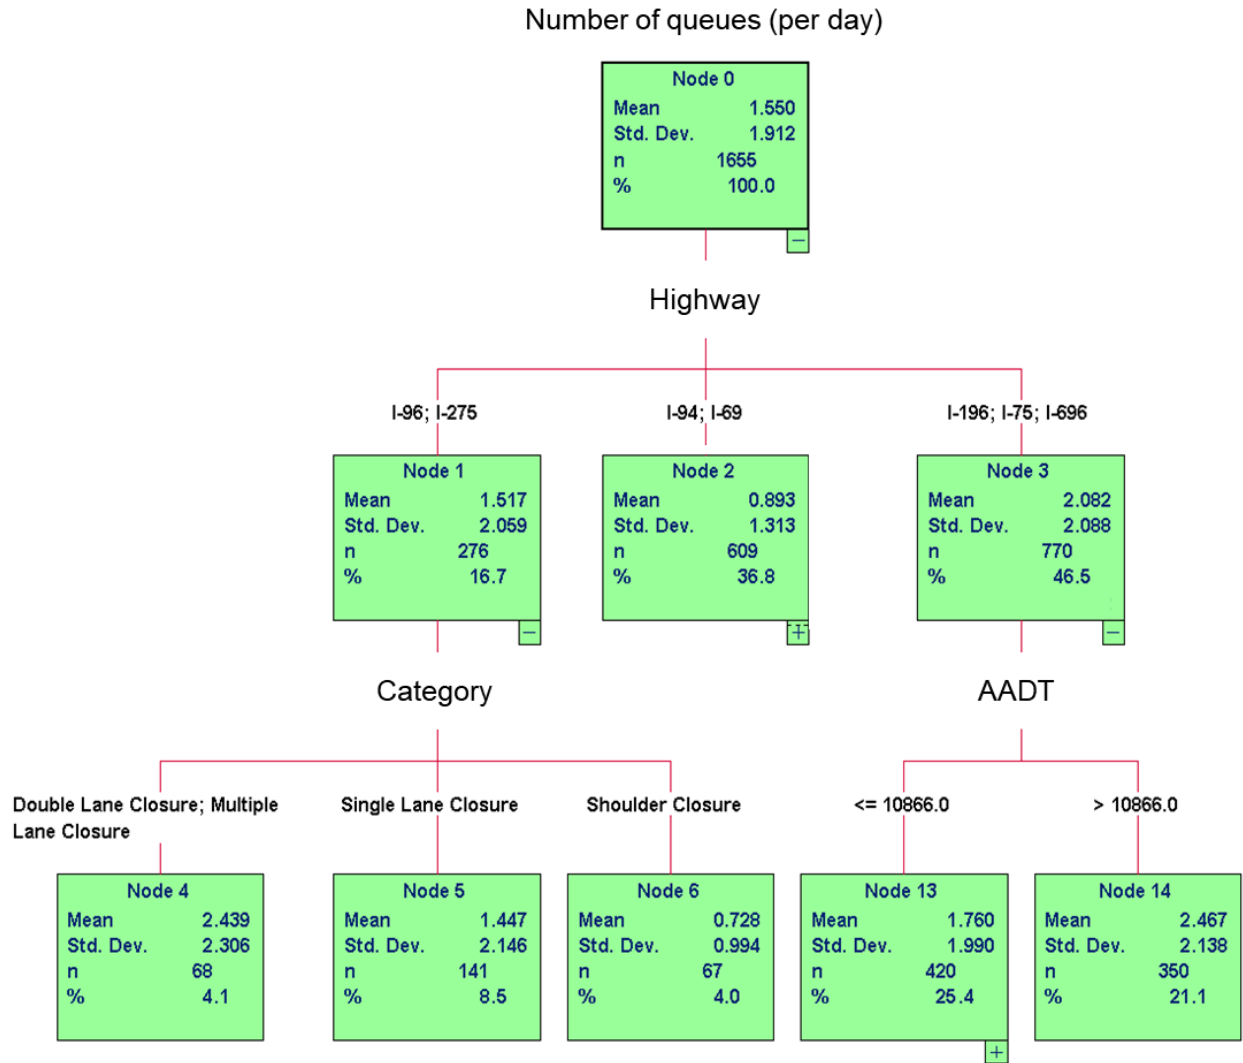 Number of queues (per day)
Node 0
Mean 1.550
Std. Dev. 1.912
n 1655
% 100.0
−
Highway
I-96; I-275
I-94; I-69
I-196; I-75; I-696
Node 1
Mean 1.517
Std. Dev. 2.059
n 276
% 16.7
−
Node 2
Mean 0.893
Std. Dev. 1.313
n 609
% 36.8
+
Node 3
Mean 2.082
Std. Dev. 2.088
n 770
% 46.5
−
Category
AADT
Double Lane Closure; Multiple
Lane Closure
Single Lane Closure
Shoulder Closure
<= 10866.0
> 10866.0
Node 4
Mean 2.439
Std. Dev. 2.306
n 68
% 4.1
Node 5
Mean 1.447
Std. Dev. 2.146
n 141
% 8.5
Node 6
Mean 0.728
Std. Dev. 0.994
n 67
% 4.0
Node 13
Mean 1.760
Std. Dev. 1.990
n 420
% 25.4
+
Node 14
Mean 2.467
Std. Dev. 2.138
n 350
% 21.1